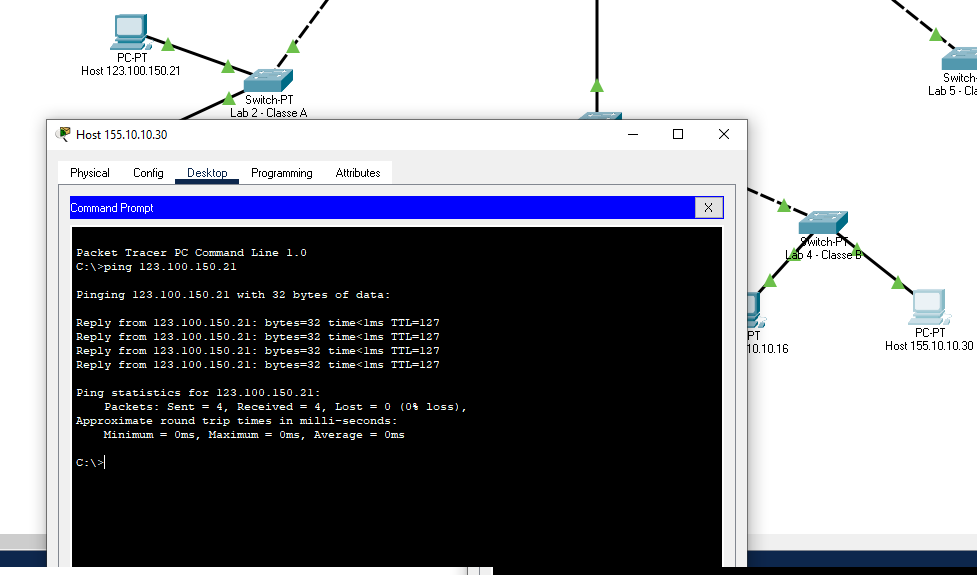 PC-PT
Host 123.100.150.21
Switch-PT
Lab 2 - Classe A
Switch-PT
Lab 5 -
Host 155.10.10.30
Physical Config Desktop Programming Attributes
Command Prompt
X
Packet Tracer PC Command Line 1.0
C:\>ping 123.100.150.21
Pinging 123.100.150.21 with 32 bytes of data:
Reply from 123.100.150.21: bytes=32 time<1ms TTL=127
Reply from 123.100.150.21: bytes=32 time<1ms TTL=127
Reply from 123.100.150.21: bytes=32 time<1ms TTL=127
Reply from 123.100.150.21: bytes=32 time<1ms TTL=127
Ping statistics for 123.100.150.21:
Packets: Sent = 4, Received = 4, Lost = 0 (0% loss),
Approximate round trip times in milli-seconds:
Minimum = 0ms, Maximum = 0ms, Average = 0ms
C:\>
Switch-PT
Lab 4 - Classe B
PT
10.10.16
PC-PT
Host 155.10.10.30